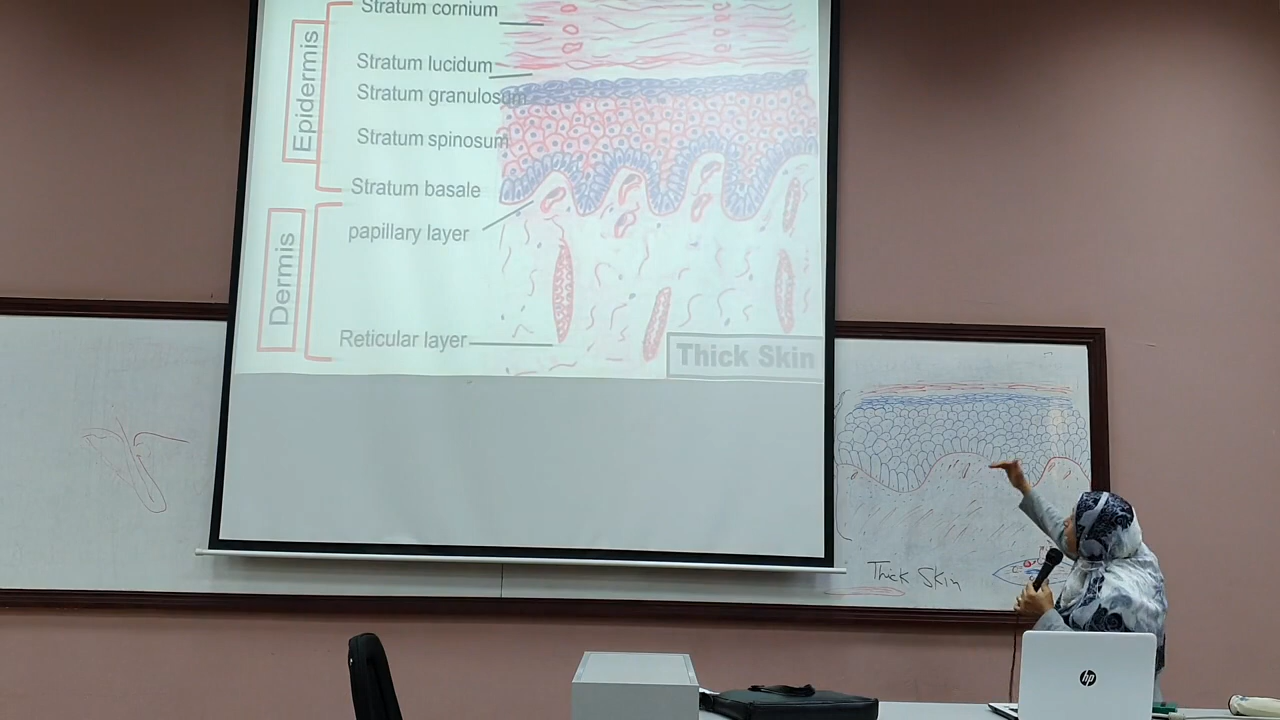 Stratum cornium
Epidermis
Stratum lucidum
Stratum granulosum
Stratum spinosum
Stratum basale
papillary layer
Dermis
Reticular layer
Thick Skin
Thick Skin
hp